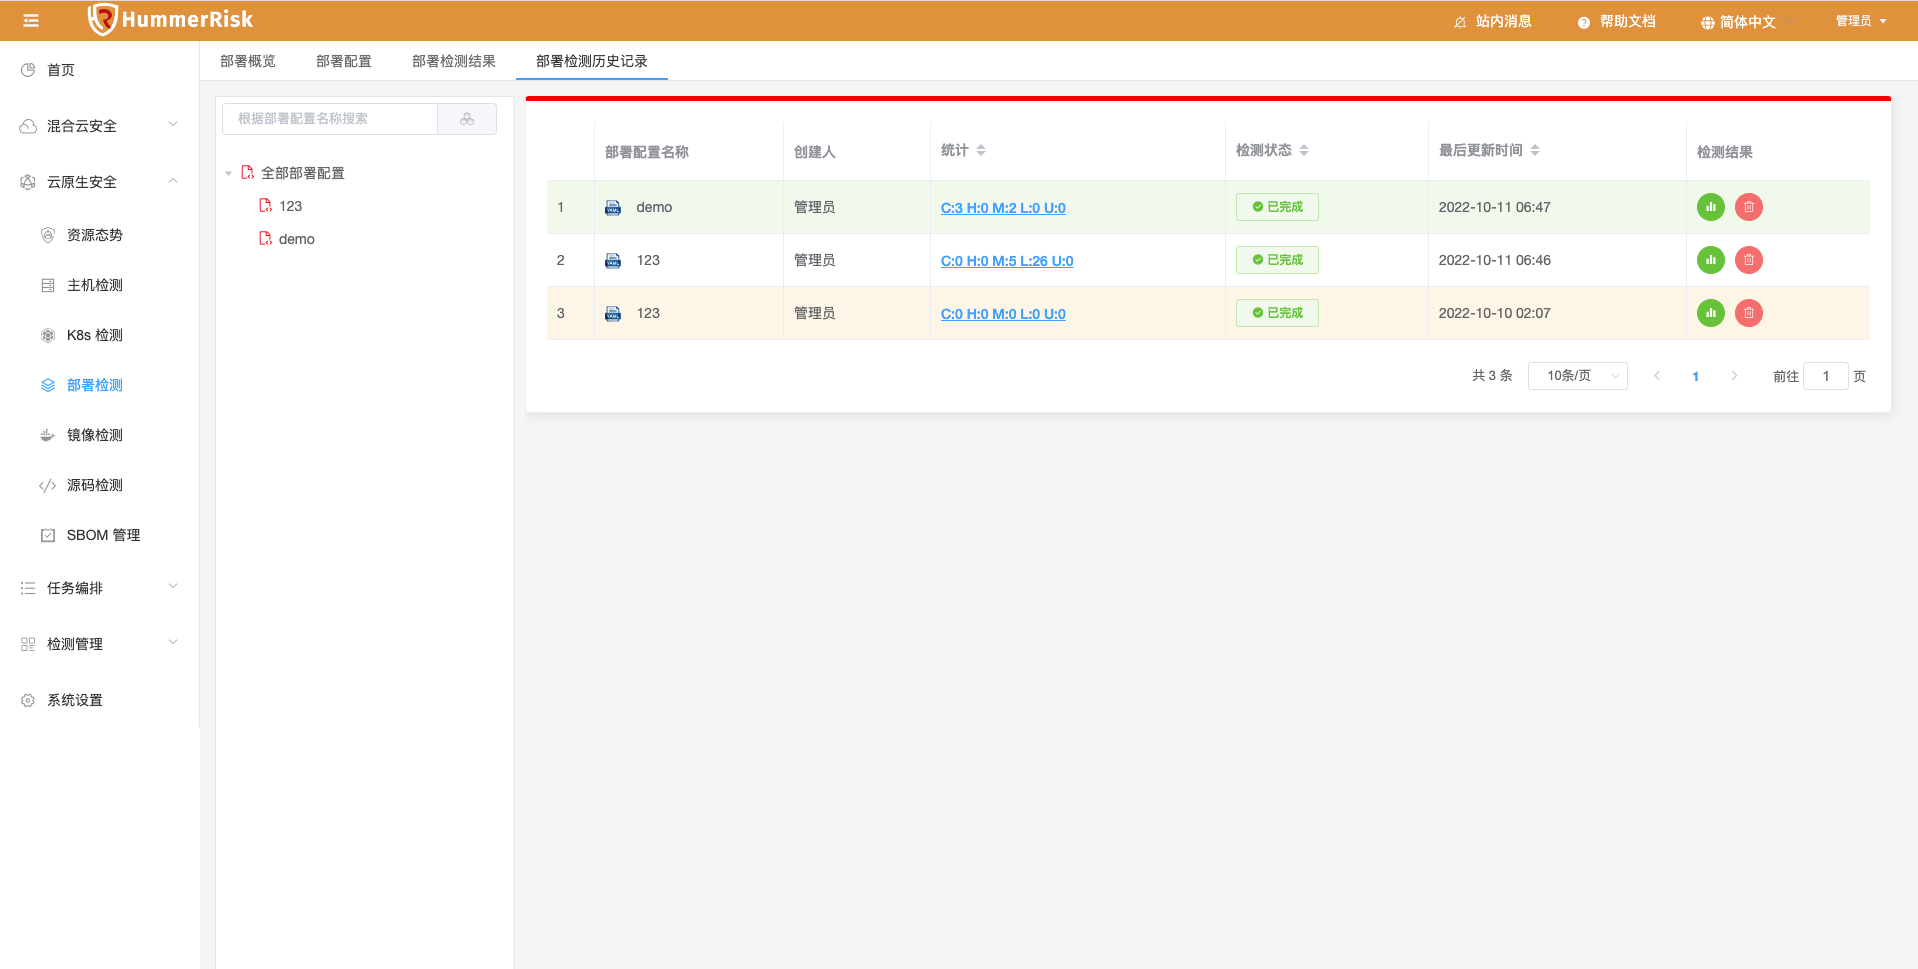 HummerRisk
站内消息
帮助文档
简体中文
管理员
首页
混合云安全
云原生安全
资源态势
主机检测
K8s 检测
部署检测
镜像检测
源码检测
SBOM 管理
任务编排
检测管理
系统设置
部署概览 部署配置 部署检测结果 部署检测历史记录
根据部署配置名称搜索
全部部署配置
123
demo
部署配置名称 创建人 统计 检测状态 最后更新时间 检测结果
1 YAML demo 管理员 C:3 H:0 M:2 L:0 U:0 已完成 2022-10-11 06:47
2 YAML 123 管理员 C:0 H:0 M:5 L:26 U:0 已完成 2022-10-11 06:46
3 YAML 123 管理员 C:0 H:0 M:0 L:0 U:0 已完成 2022-10-10 02:07
共 3 条 10条/页 1 前往 1 页